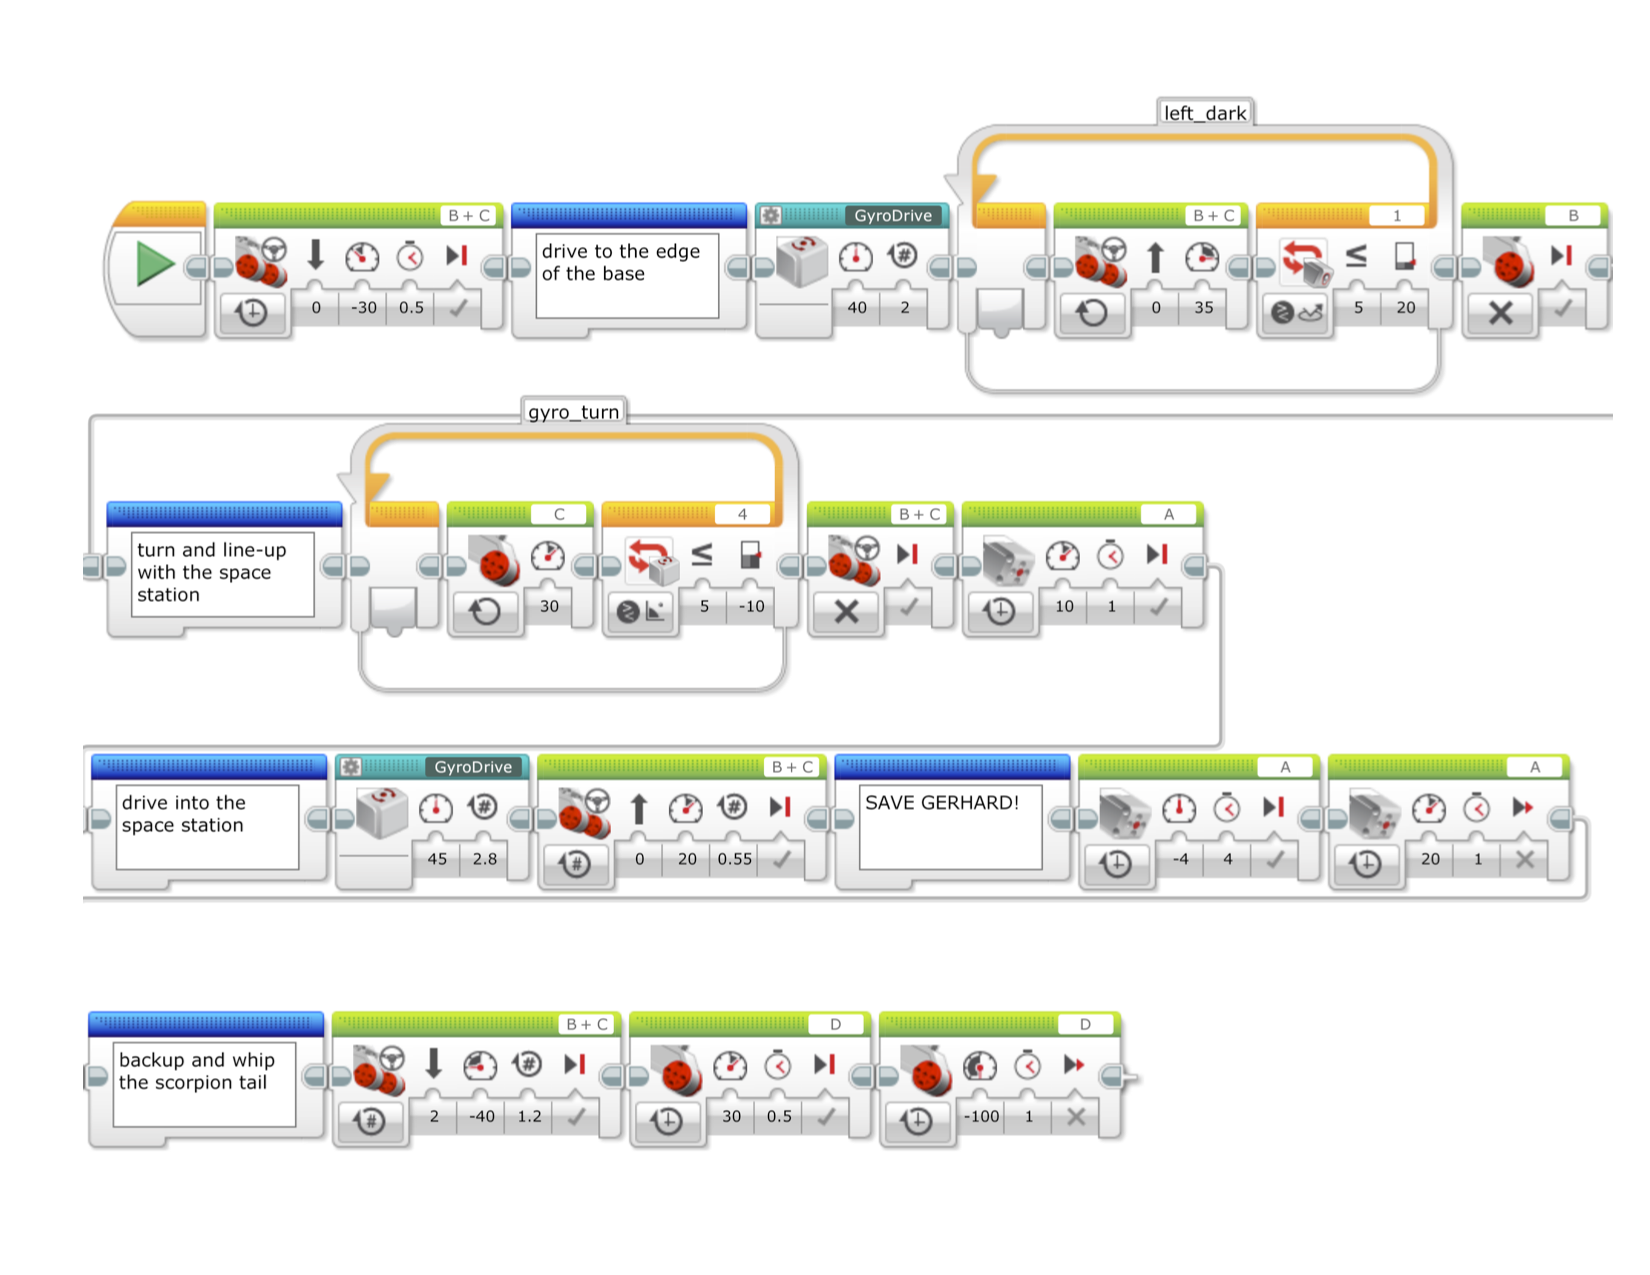 left_dark
B + C
0 -30 0.5
drive to the edge
of the base
GyroDrive
40 2
B + C
0 35
1
5 20
B
gyro_turn
turn and line-up
with the space
station
C
30
4
5 -10
B + C
A
10 1
drive into the
space station
GyroDrive
45 2.8
B + C
0 20 0.55
SAVE GERHARD!
A
-4 4
A
20 1
backup and whip
the scorpion tail
B + C
2 -40 1.2
D
30 0.5
D
-100 1